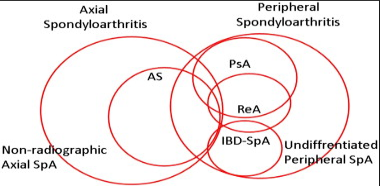 Axial
Spondyloarthritis
Peripheral
Spondyloarthritis
AS
PsA
ReA
IBD-SpA
Non-radiographic
Axial SpA
Undiffrentiated
Peripheral SpA